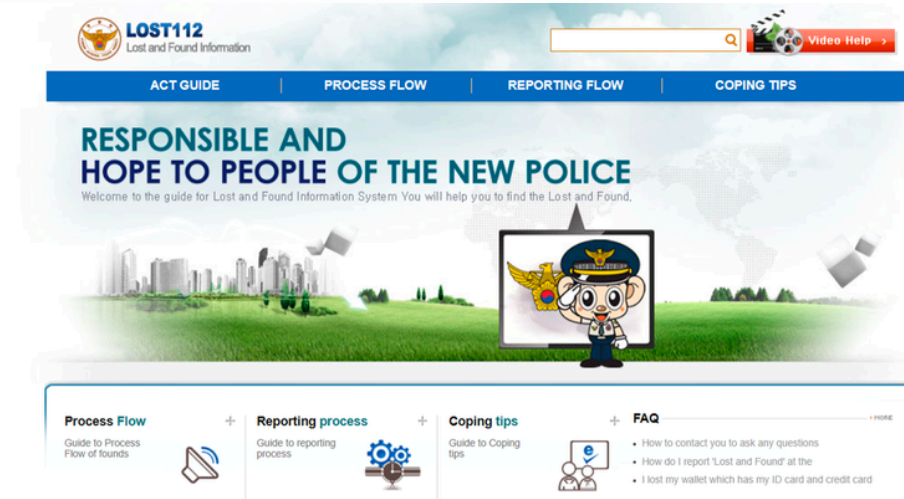 LOST112
Lost and Found Information
Video Help
ACT GUIDE
PROCESS FLOW
REPORTING FLOW
COPING TIPS
RESPONSIBLE AND
HOPE TO PEOPLE OF THE NEW POLICE
Welcome to the guide for Lost and Found Information System You will help you to find the Lost and Found,
Process Flow
Guide to Process
Flow of founds
Reporting process
Guide to reporting
process
Coping tips
Guide to Coping
tips
FAQ
MORE
How to contact you to ask any questions
How do I report 'Lost and Found' at the
I lost my wallet which has my ID card and credit card